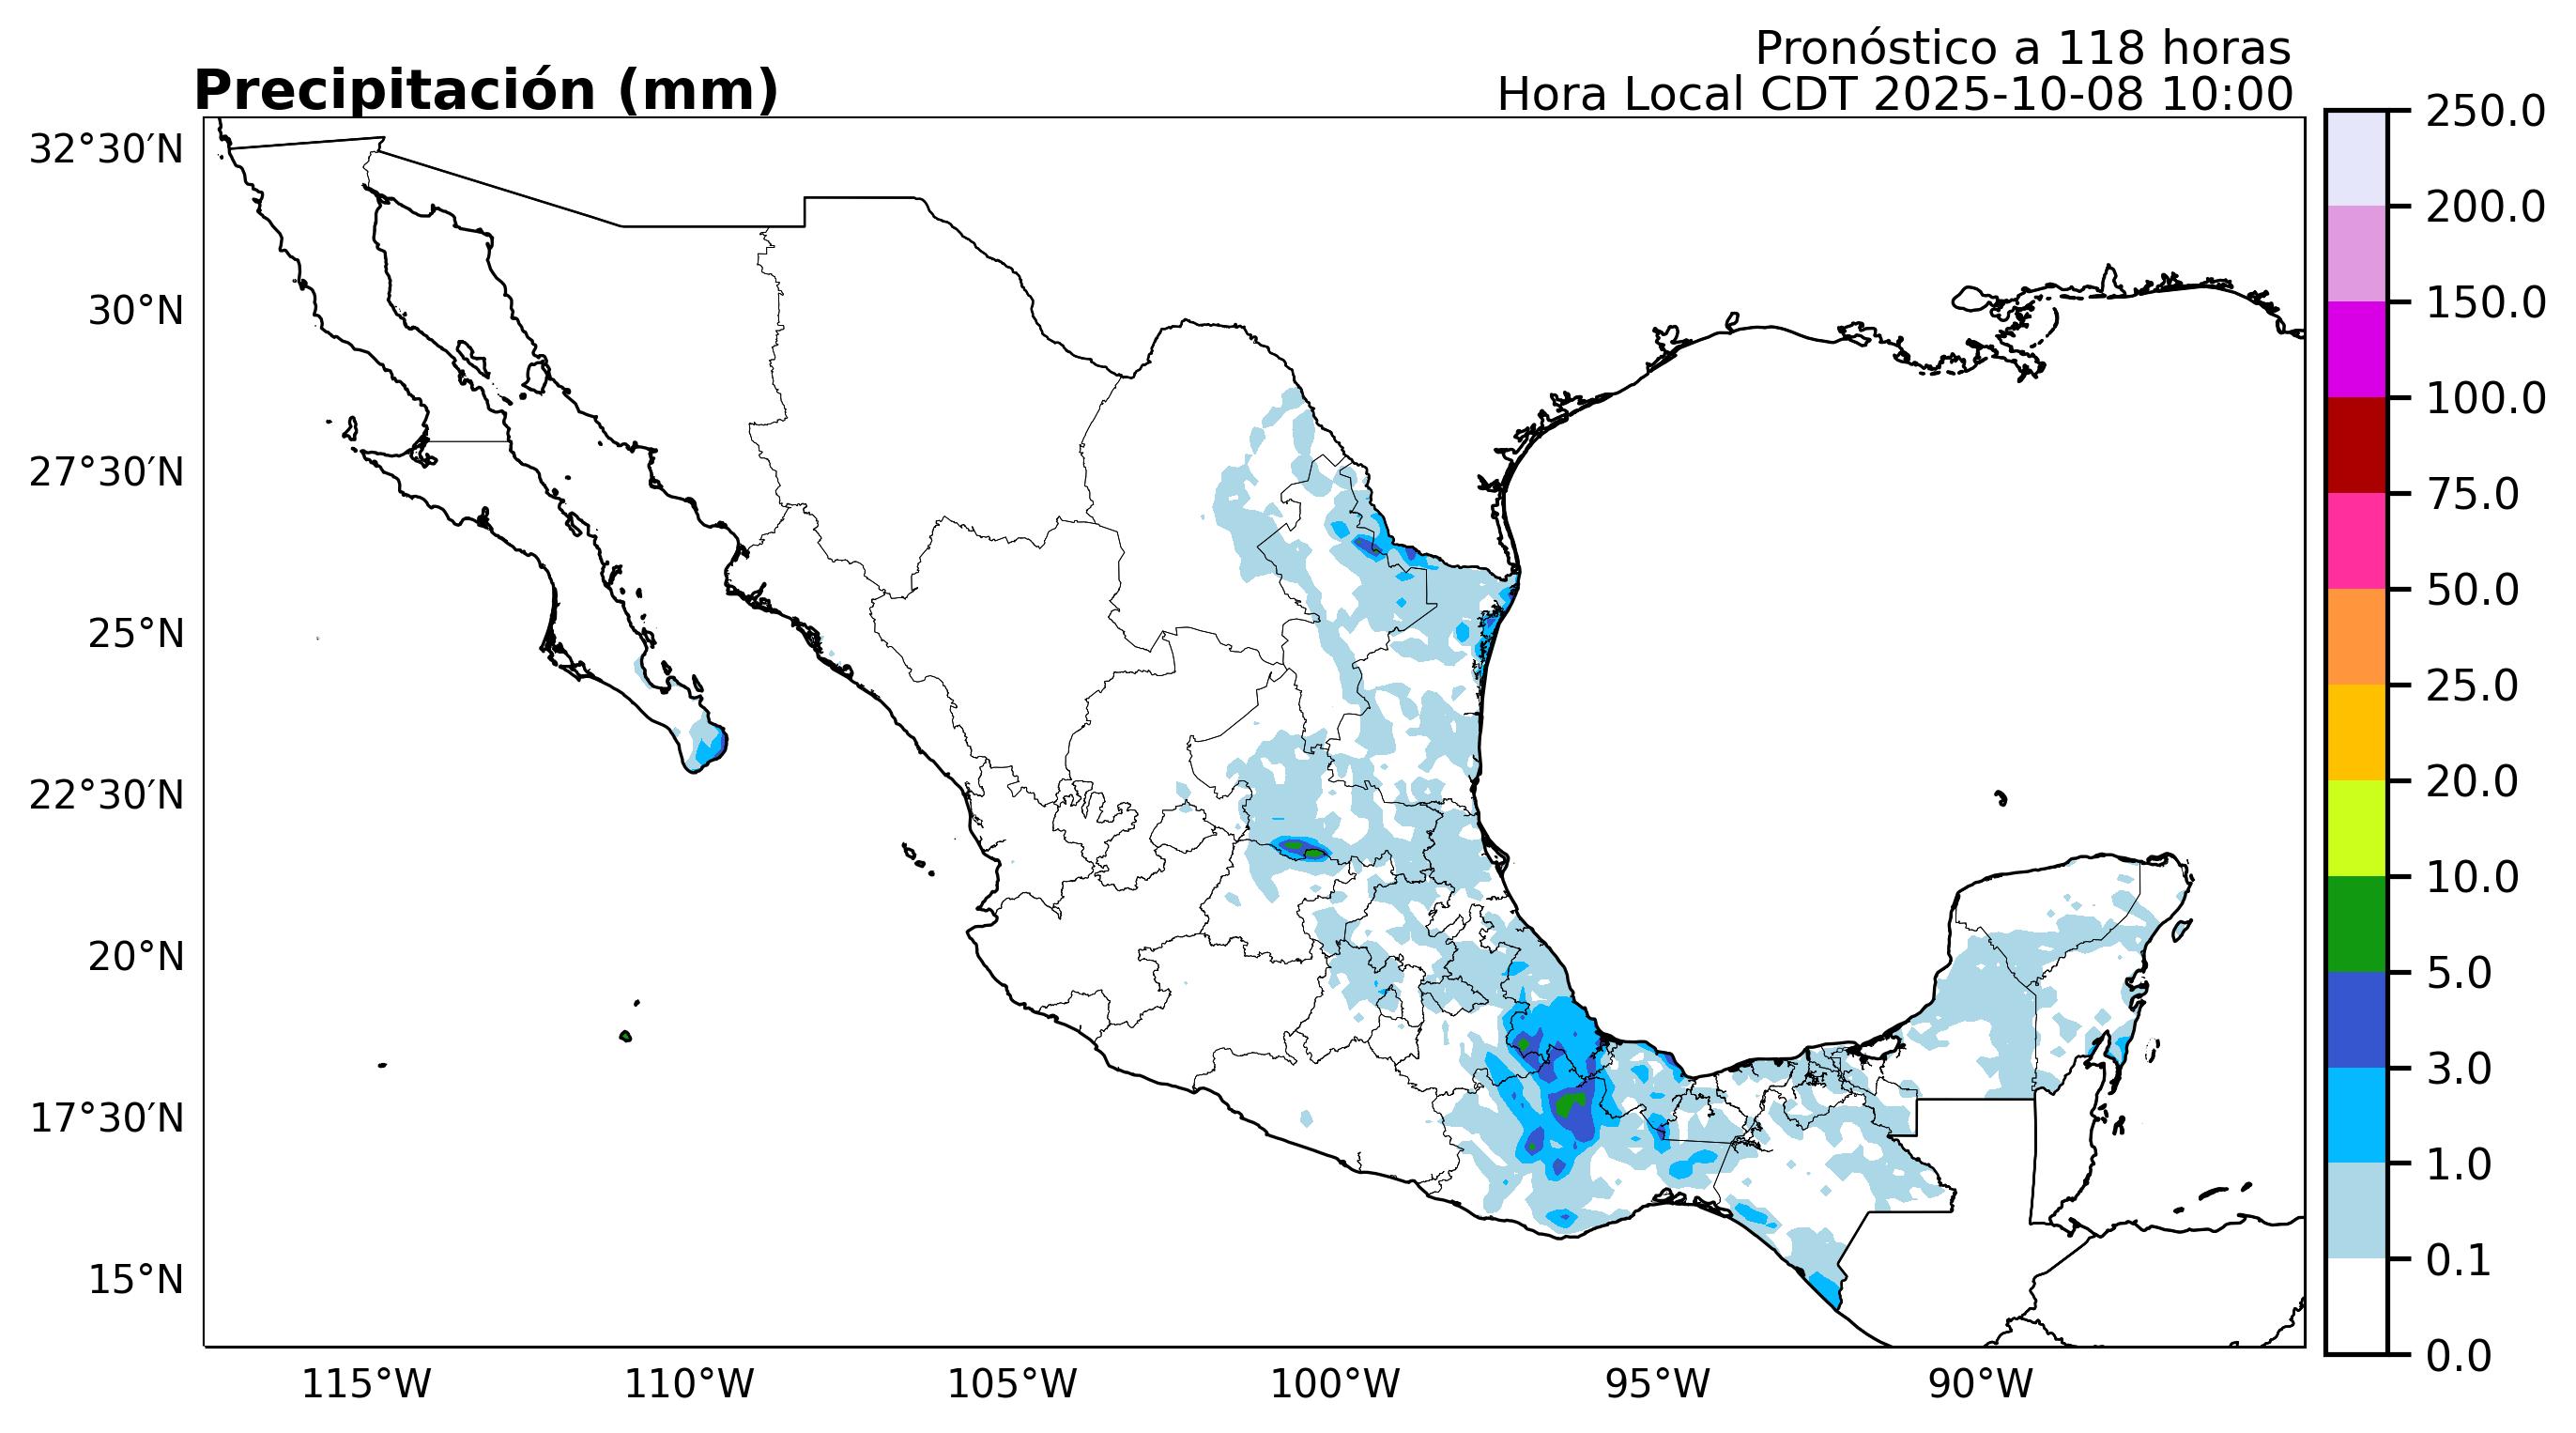 Pronóstico a 118 horas
Precipitación (mm)
Hora Local CDT 2025-10-08 10:00
32°30′N
30°N
27°30′N
25°N
22°30′N
20°N
17°30′N
15°N
115°W
110°W
105°W
100°W
95°W
90°W
250.0
200.0
150.0
100.0
75.0
50.0
25.0
20.0
10.0
5.0
3.0
1.0
0.1
0.0